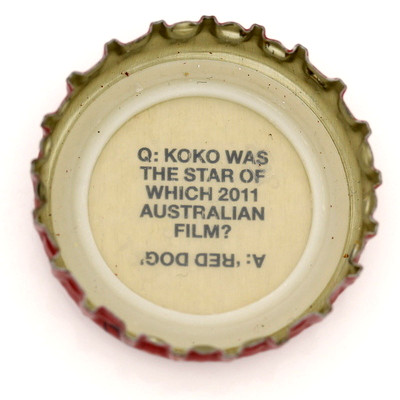 Q: KOKO WAS
THE STAR OF
WHICH 2011
AUSTRALIAN
FILM?
A: 'RED DOG'